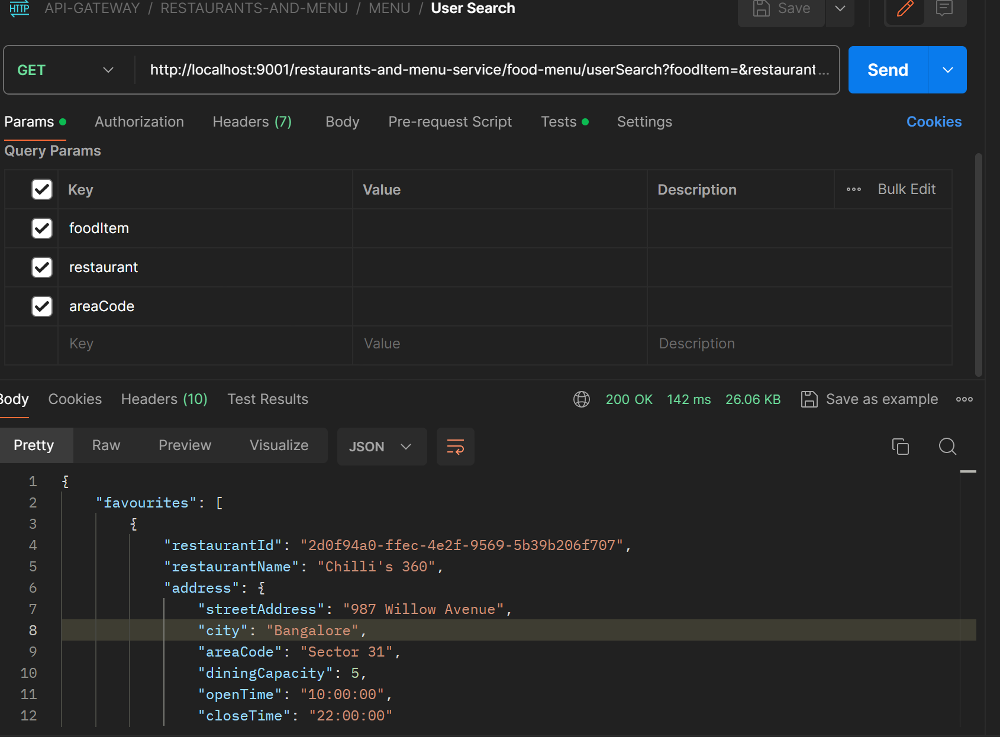 HTTP API-GATEWAY / RESTAURANTS-AND-MENU / MENU / User Search Save
GET http://localhost:9001/restaurants-and-menu-service/food-menu/userSearch?foodItem=&restaurant... Send
Params Authorization Headers (7) Body Pre-request Script Tests Settings Cookies
Query Params
Key Value Description Bulk Edit
foodItem
restaurant
areaCode
Key Value Description
Body Cookies Headers (10) Test Results 200 OK 142 ms 26.06 KB Save as example
Pretty Raw Preview Visualize JSON
1 {
2 "favourites": [
3 {
4 "restaurantId": "2d0f94a0-ffec-4e2f-9569-5b39b206f707",
5 "restaurantName": "Chilli's 360",
6 "address": {
7 "streetAddress": "987 Willow Avenue",
8 "city": "Bangalore",
9 "areaCode": "Sector 31",
10 "diningCapacity": 5,
11 "openTime": "10:00:00",
12 "closeTime": "22:00:00"